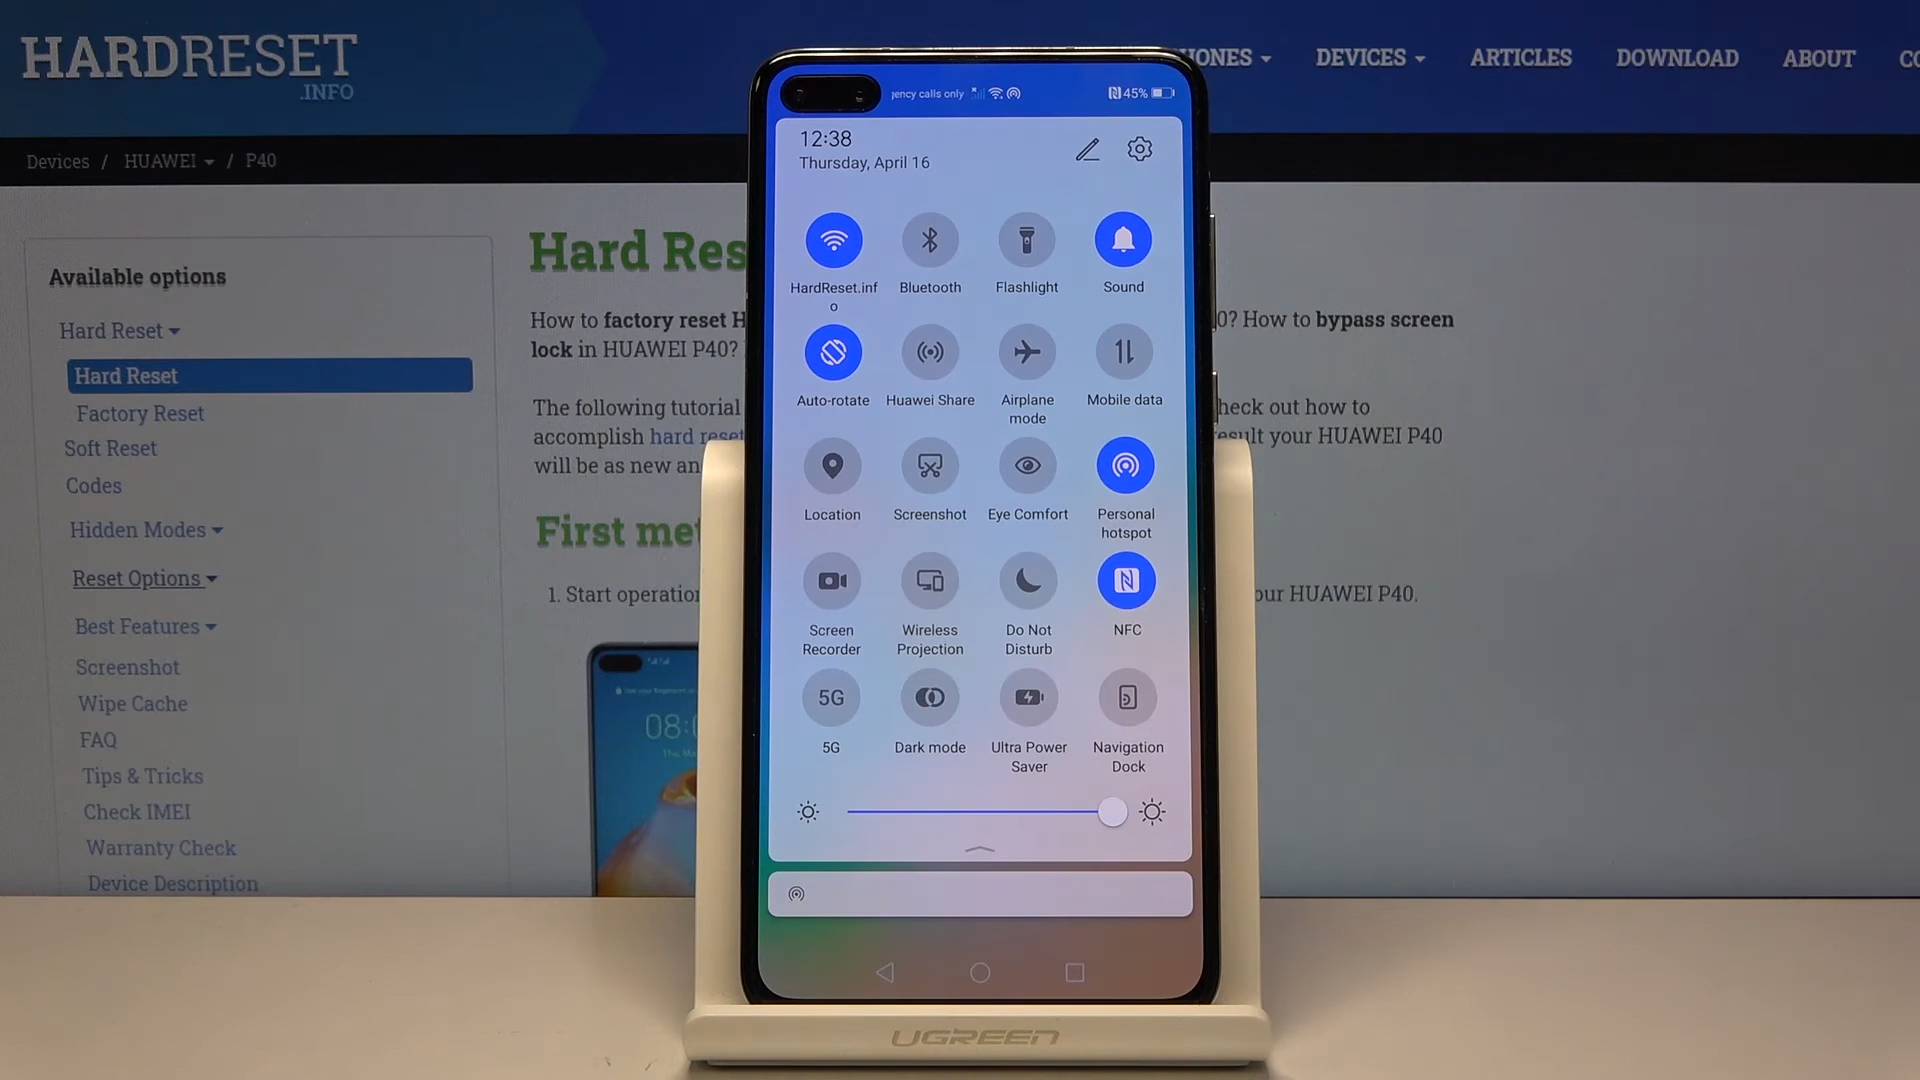 HARDRESET
.INFO
DEVICES
ARTICLES
DOWNLOAD
ABOUT
Devices / HUAWEI / P40
Available options
Hard Reset
Hard Reset
Factory Reset
Soft Reset
Codes
Hidden Modes
Reset Options
Best Features
Screenshot
Wipe Cache
FAQ
Tips & Tricks
Check IMEI
Warranty Check
Device Description
Hard Res
How to factory reset H
0? How to bypass screen
lock in HUAWEI P40?
The following tutorial
heck out how to
accomplish hard reset
esult your HUAWEI P40
will be as new an
First me
1. Start operation
our HUAWEI P40.
gency calls only
45%
12:38
Thursday, April 16
HardReset.inf
o
Bluetooth
Flashlight
Sound
Auto-rotate
Huawei Share
Airplane
mode
Mobile data
Location
Screenshot
Eye Comfort
Personal
hotspot
Screen
Recorder
Wireless
Projection
Do Not
Disturb
NFC
5G
5G
Dark mode
Ultra Power
Saver
Navigation
Dock
UGREEN